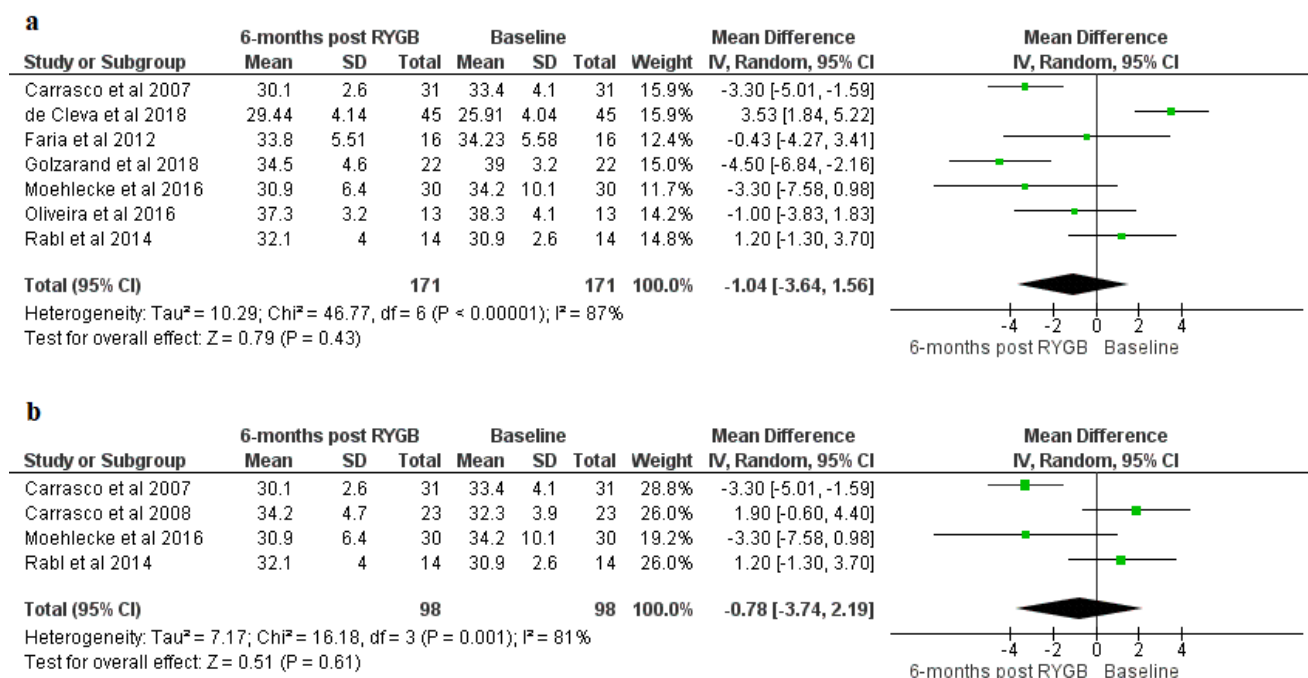 a
6-months post RYGB Baseline Mean Difference Mean Difference
Study or Subgroup Mean SD Total Mean SD Total Weight IV, Random, 95% CI IV, Random, 95% CI
Carrasco et al 2007 30.1 2.6 31 33.4 4.1 31 15.9% -3.30 [-5.01, -1.59]
de Cleva et al 2018 29.44 4.14 45 25.91 4.04 45 15.9% 3.53 [1.84, 5.22]
Faria et al 2012 33.8 5.51 16 34.23 5.58 16 12.4% -0.43 [-4.27, 3.41]
Golzarand et al 2018 34.5 4.6 22 39 3.2 22 15.0% -4.50 [-6.84, -2.16]
Moehlecke et al 2016 30.9 6.4 30 34.2 10.1 30 11.7% -3.30 [-7.58, 0.98]
Oliveira et al 2016 37.3 3.2 13 38.3 4.1 13 14.2% -1.00 [-3.83, 1.83]
Rabl et al 2014 32.1 4 14 30.9 2.6 14 14.8% 1.20 [-1.30, 3.70]
Total (95% CI) 171 171 100.0% -1.04 [-3.64, 1.56]
Heterogeneity: Tau² = 10.29; Chi² = 46.77, df = 6 (P < 0.00001); I² = 87%
Test for overall effect: Z = 0.79 (P = 0.43)
-4 -2 0 2 4
6-months post RYGB Baseline
b
6-months post RYGB Baseline Mean Difference Mean Difference
Study or Subgroup Mean SD Total Mean SD Total Weight IV, Random, 95% CI IV, Random, 95% CI
Carrasco et al 2007 30.1 2.6 31 33.4 4.1 31 28.8% -3.30 [-5.01, -1.59]
Carrasco et al 2008 34.2 4.7 23 32.3 3.9 23 26.0% 1.90 [-0.60, 4.40]
Moehlecke et al 2016 30.9 6.4 30 34.2 10.1 30 19.2% -3.30 [-7.58, 0.98]
Rabl et al 2014 32.1 4 14 30.9 2.6 14 26.0% 1.20 [-1.30, 3.70]
Total (95% CI) 98 98 100.0% -0.78 [-3.74, 2.19]
Heterogeneity: Tau² = 7.17; Chi² = 16.18, df = 3 (P = 0.001); I² = 81%
Test for overall effect: Z = 0.51 (P = 0.61)
-4 -2 0 2 4
6-months post RYGB Baseline